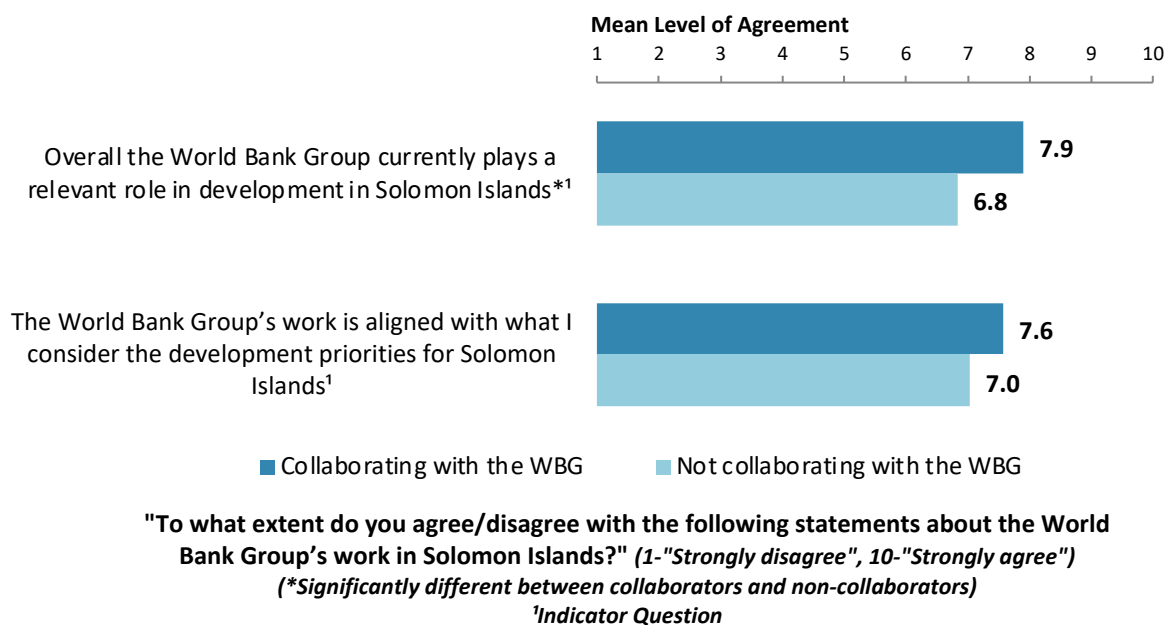 Mean Level of Agreement
1 2 3 4 5 6 7 8 9 10
Overall the World Bank Group currently plays a
relevant role in development in Solomon Islands*¹
7.9
6.8
The World Bank Group’s work is aligned with what I
consider the development priorities for Solomon
Islands¹
7.6
7.0
Collaborating with the WBG Not collaborating with the WBG
"To what extent do you agree/disagree with the following statements about the World
Bank Group’s work in Solomon Islands?" (1-"Strongly disagree", 10-"Strongly agree")
(*Significantly different between collaborators and non-collaborators)
¹Indicator Question